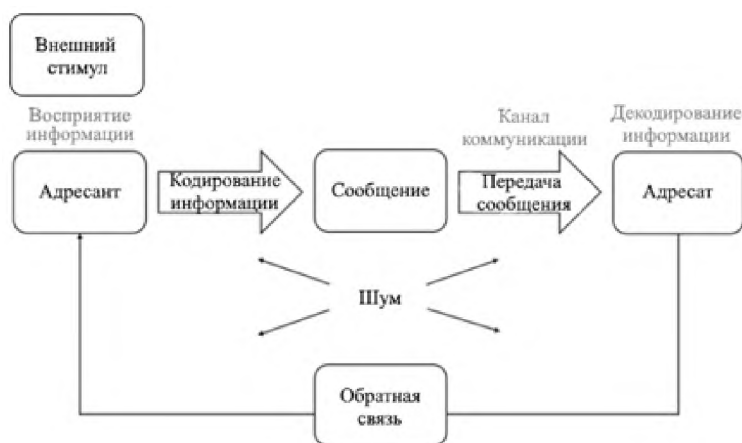 Внешний
стимул
Восприятие
информации
Канал
коммуникации
Декодирование
информации
Адресант
Кодирование
информации
Сообщение
Передача
сообщения
Адресат
Шум
Обратная
связь